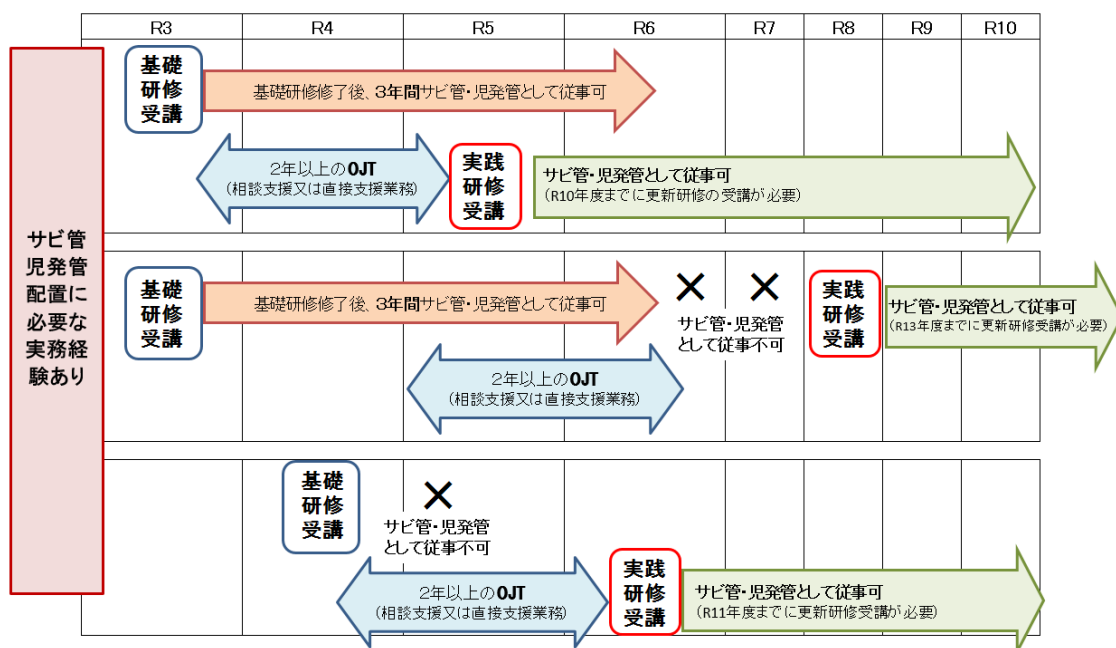 R3 R4 R5 R6 R7 R8 R9 R10
サビ管
児発管
配置に
必要な
実務経
験あり
基礎
研修
受講
基礎研修修了後、3年間サビ管・児発管として従事可
2年以上のOJT
(相談支援又は直接支援業務)
実践
研修
受講
サビ管・児発管として従事可
(R10年度までに更新研修の受講が必要)
基礎
研修
受講
基礎研修修了後、3年間サビ管・児発管として従事可
サビ管・児発管
として従事不可
2年以上のOJT
(相談支援又は直接支援業務)
実践
研修
受講
サビ管・児発管として従事可
(R13年度までに更新研修受講が必要)
基礎
研修
受講
サビ管・児発管
として従事不可
2年以上のOJT
(相談支援又は直接支援業務)
実践
研修
受講
サビ管・児発管として従事可
(R11年度までに更新研修受講が必要)